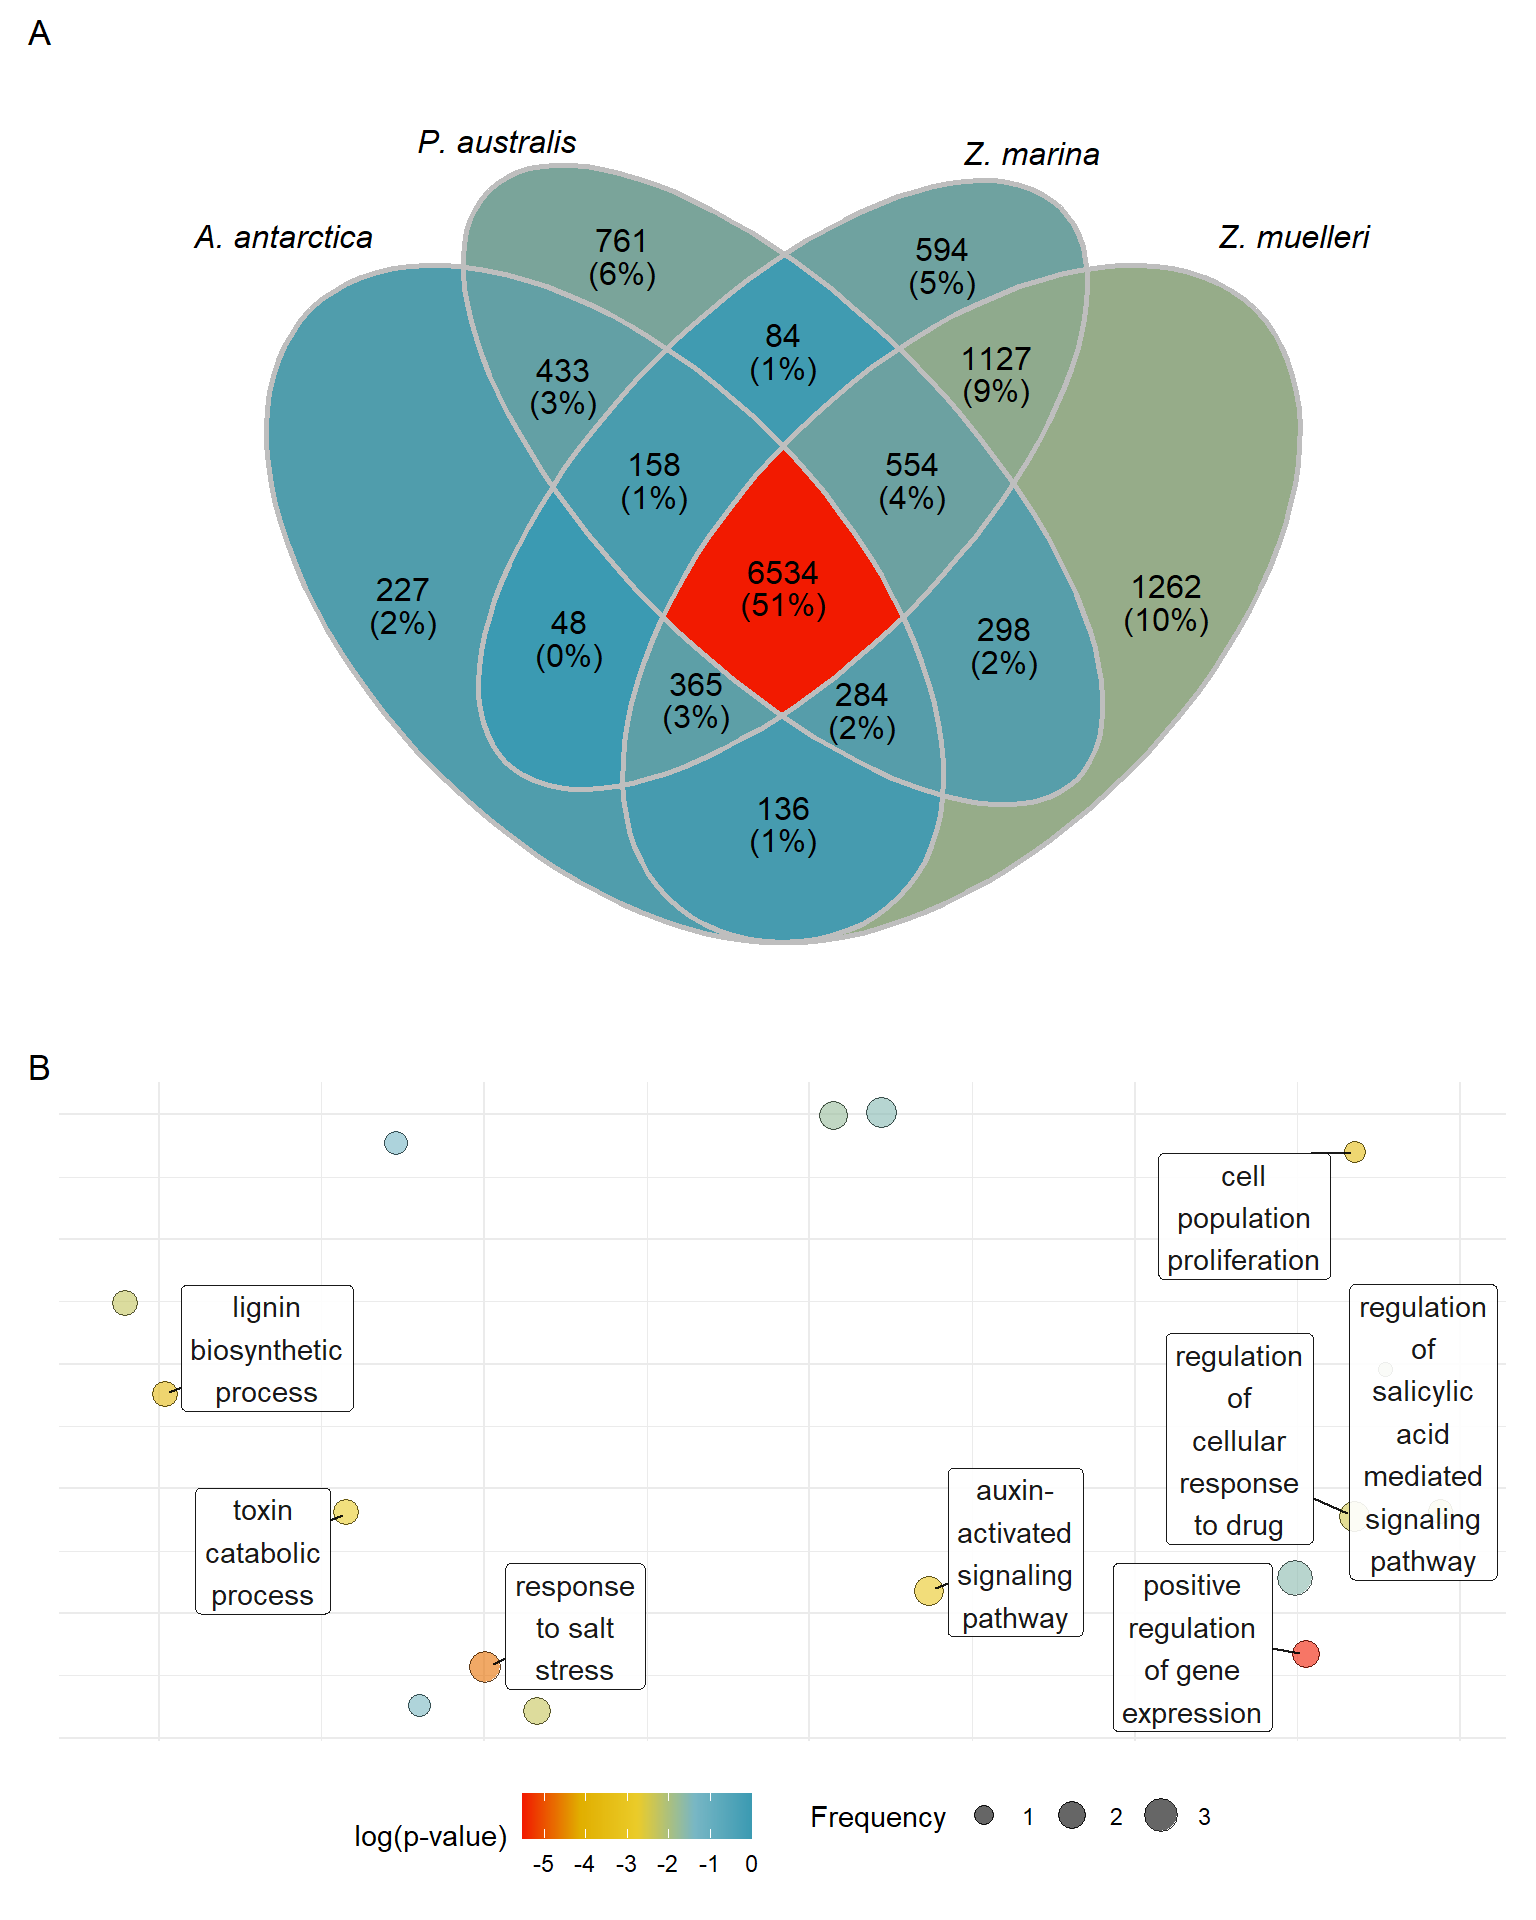 A
P. australis
Z. marina
A. antarctica
Z. muelleri
761
(6%)
594
(5%)
84
(1%)
433
(3%)
1127
(9%)
158
(1%)
554
(4%)
6534
(51%)
227
(2%)
1262
(10%)
48
(0%)
298
(2%)
365
(3%)
284
(2%)
136
(1%)
B
cell
population
proliferation
lignin
biosynthetic
process
regulation
of
salicylic
acid
mediated
signaling
pathway
regulation
of
cellular
response
to drug
auxin-
activated
signaling
pathway
toxin
catabolic
process
response
to salt
stress
positive
regulation
of gene
expression
log(p-value)
-5 -4 -3 -2 -1 0
Frequency 1 2 3